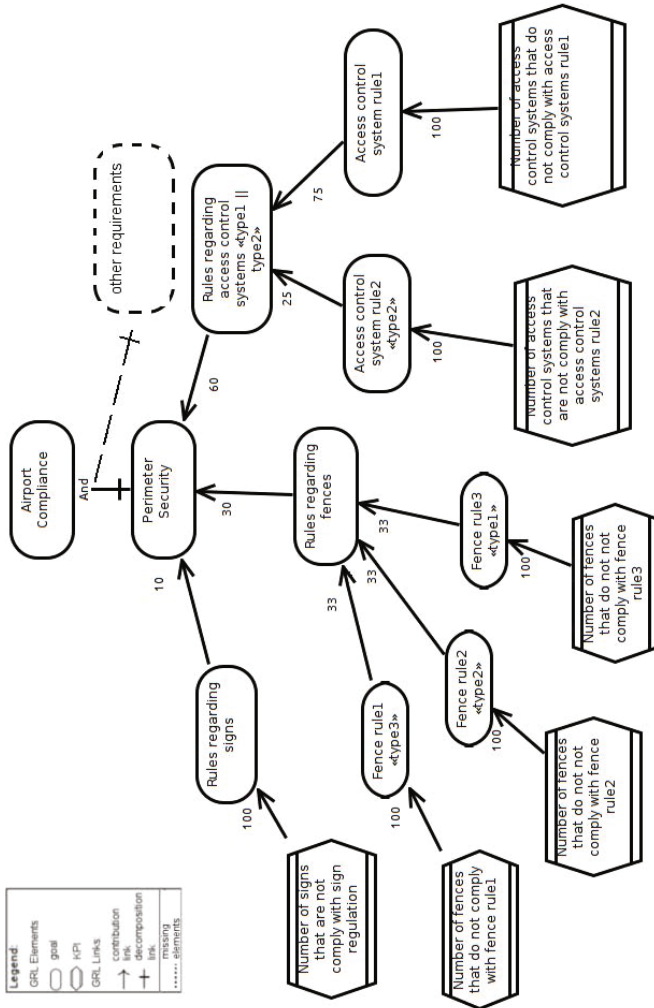 Legend:
GRL Elements
goal
KPI
GRL Links
contribution
link
decomposition
link
missing
elements
Airport
Compliance
And
other requirements
Perimeter
Security
10
30
60
Rules regarding
signs
100
Number of signs
that are not
comply with sign
regulation
Rules regarding
fences
33
33
33
Fence rule1
«type3»
100
Number of fences
that do not comply
with fence rule1
Fence rule2
«type2»
100
Number of fences
that do not not
comply with fence
rule2
Fence rule3
«type1»
100
Number of fences
that do not not
comply with fence
rule3
Rules regarding
access control
systems «type1 ||
type2»
25
75
Access control
system rule2
«type2»
100
Number of access
control systems that
are not comply with
access control
systems rule2
Access control
system rule1
100
Number of access
control systems that do
not comply with access
control systems rule1